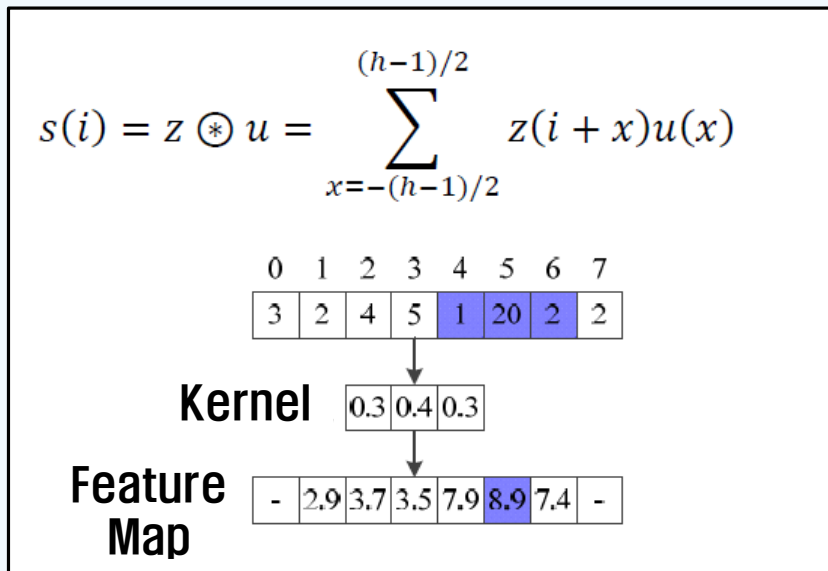 (h−1)/2
s(i) = z ⊛ u = ∑ z(i + x)u(x)
x=−(h−1)/2
0 1 2 3 4 5 6 7
3 2 4 5 1 20 2 2
Kernel 0.3 0.4 0.3
Feature
Map
- 2.9 3.7 3.5 7.9 8.9 7.4 -